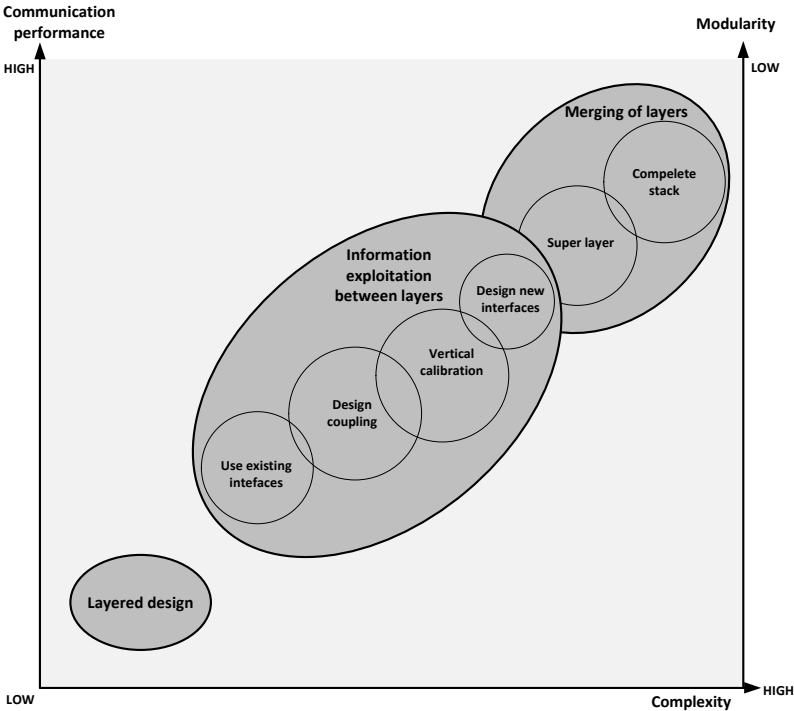 Communication
performance
Modularity
HIGH
LOW
Merging of layers
Compelete
stack
Super layer
Information
exploitation
between layers
Design new
interfaces
Vertical
calibration
Design
coupling
Use existing
intefaces
Layered design
LOW
Complexity
HIGH